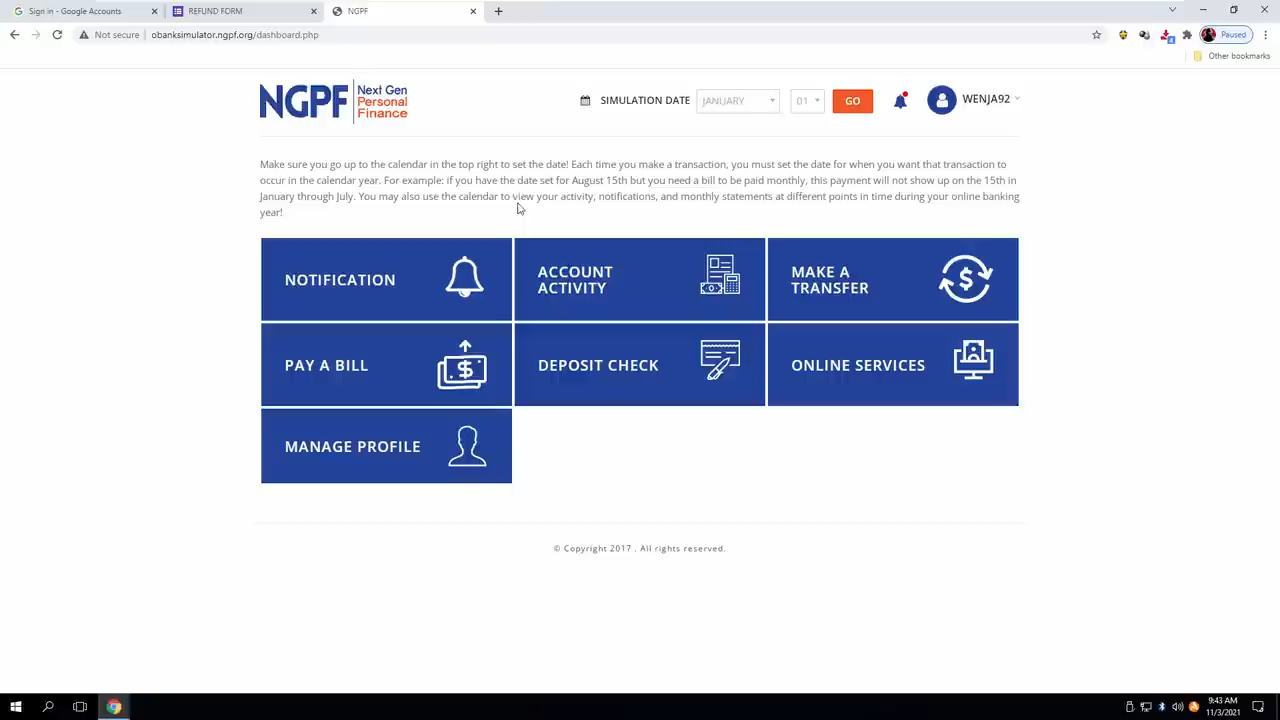 Sign in - Google Accounts
REFUND FORM
NGPF
Not secure
obanksimulator.ngpf.org/dashboard.php
Paused
Other bookmarks
NGPF
Next Gen
Personal
Finance
SIMULATION DATE
JANUARY
01
GO
WENJA92
Make sure you go up to the calendar in the top right to set the date! Each time you make a transaction, you must set the date for when you want that transaction to
occur in the calendar year. For example: if you have the date set for August 15th but you need a bill to be paid monthly, this payment will not show up on the 15th in
January through July. You may also use the calendar to view your activity, notifications, and monthly statements at different points in time during your online banking
year!
NOTIFICATION
ACCOUNT
ACTIVITY
MAKE A
TRANSFER
PAY A BILL
DEPOSIT CHECK
ONLINE SERVICES
MANAGE PROFILE
© Copyright 2017 . All rights reserved.
9:43 AM
11/3/2021